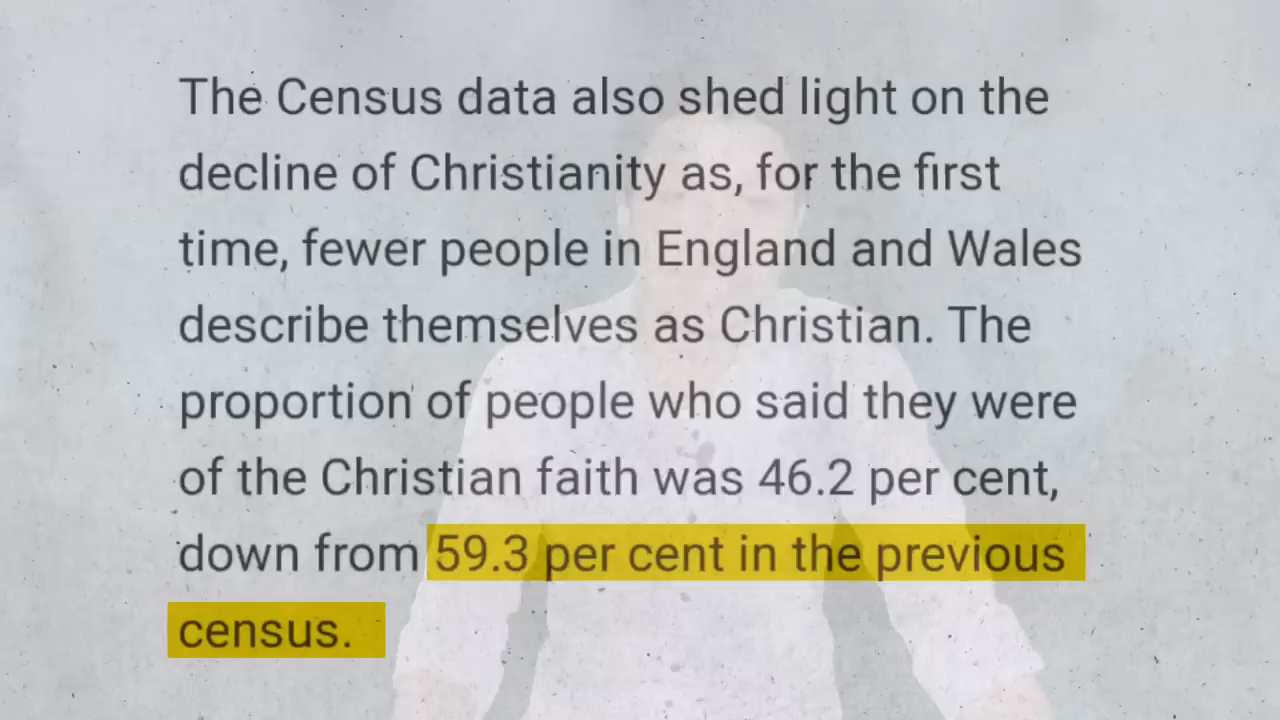 The Census data also shed light on the
decline of Christianity as, for the first
time, fewer people in England and Wales
describe themselves as Christian. The
proportion of people who said they were
of the Christian faith was 46.2 per cent,
down from 59.3 per cent in the previous
census.